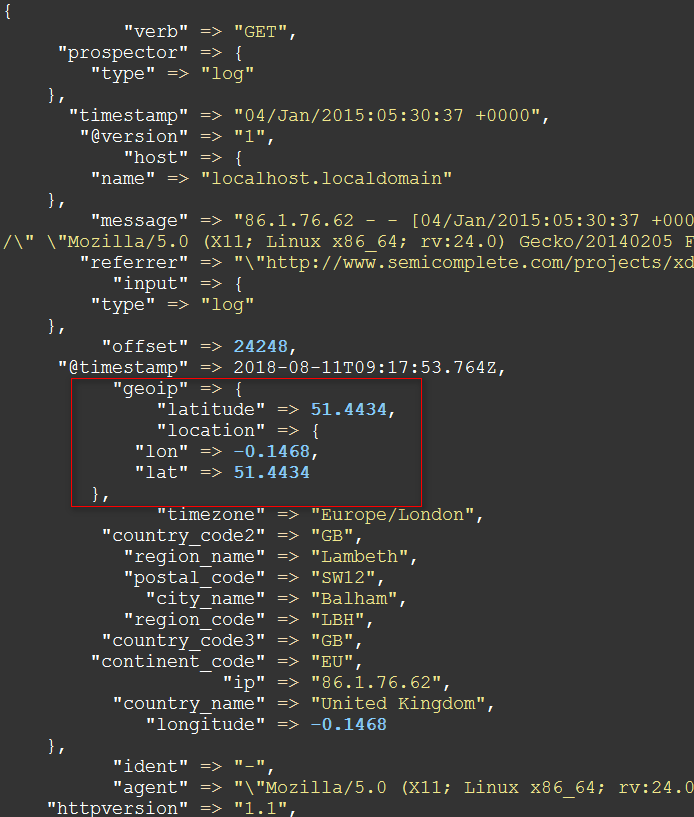 {
"verb" => "GET",
"prospector" => {
"type" => "log"
},
"timestamp" => "04/Jan/2015:05:30:37 +0000",
"@version" => "1",
"host" => {
"name" => "localhost.localdomain"
},
"message" => "86.1.76.62 - - [04/Jan/2015:05:30:37 +000
/\" \"Mozilla/5.0 (X11; Linux x86_64; rv:24.0) Gecko/20140205 F
"referrer" => "\"http://www.semicomplete.com/projects/xd
"input" => {
"type" => "log"
},
"offset" => 24248,
"@timestamp" => 2018-08-11T09:17:53.764Z,
"geoip" => {
"latitude" => 51.4434,
"location" => {
"lon" => -0.1468,
"lat" => 51.4434
},
"timezone" => "Europe/London",
"country_code2" => "GB",
"region_name" => "Lambeth",
"postal_code" => "SW12",
"city_name" => "Balham",
"region_code" => "LBH",
"country_code3" => "GB",
"continent_code" => "EU",
"ip" => "86.1.76.62",
"country_name" => "United Kingdom",
"longitude" => -0.1468
},
"ident" => "-",
"agent" => "\"Mozilla/5.0 (X11; Linux x86_64; rv:24.0
"httpversion" => "1.1",